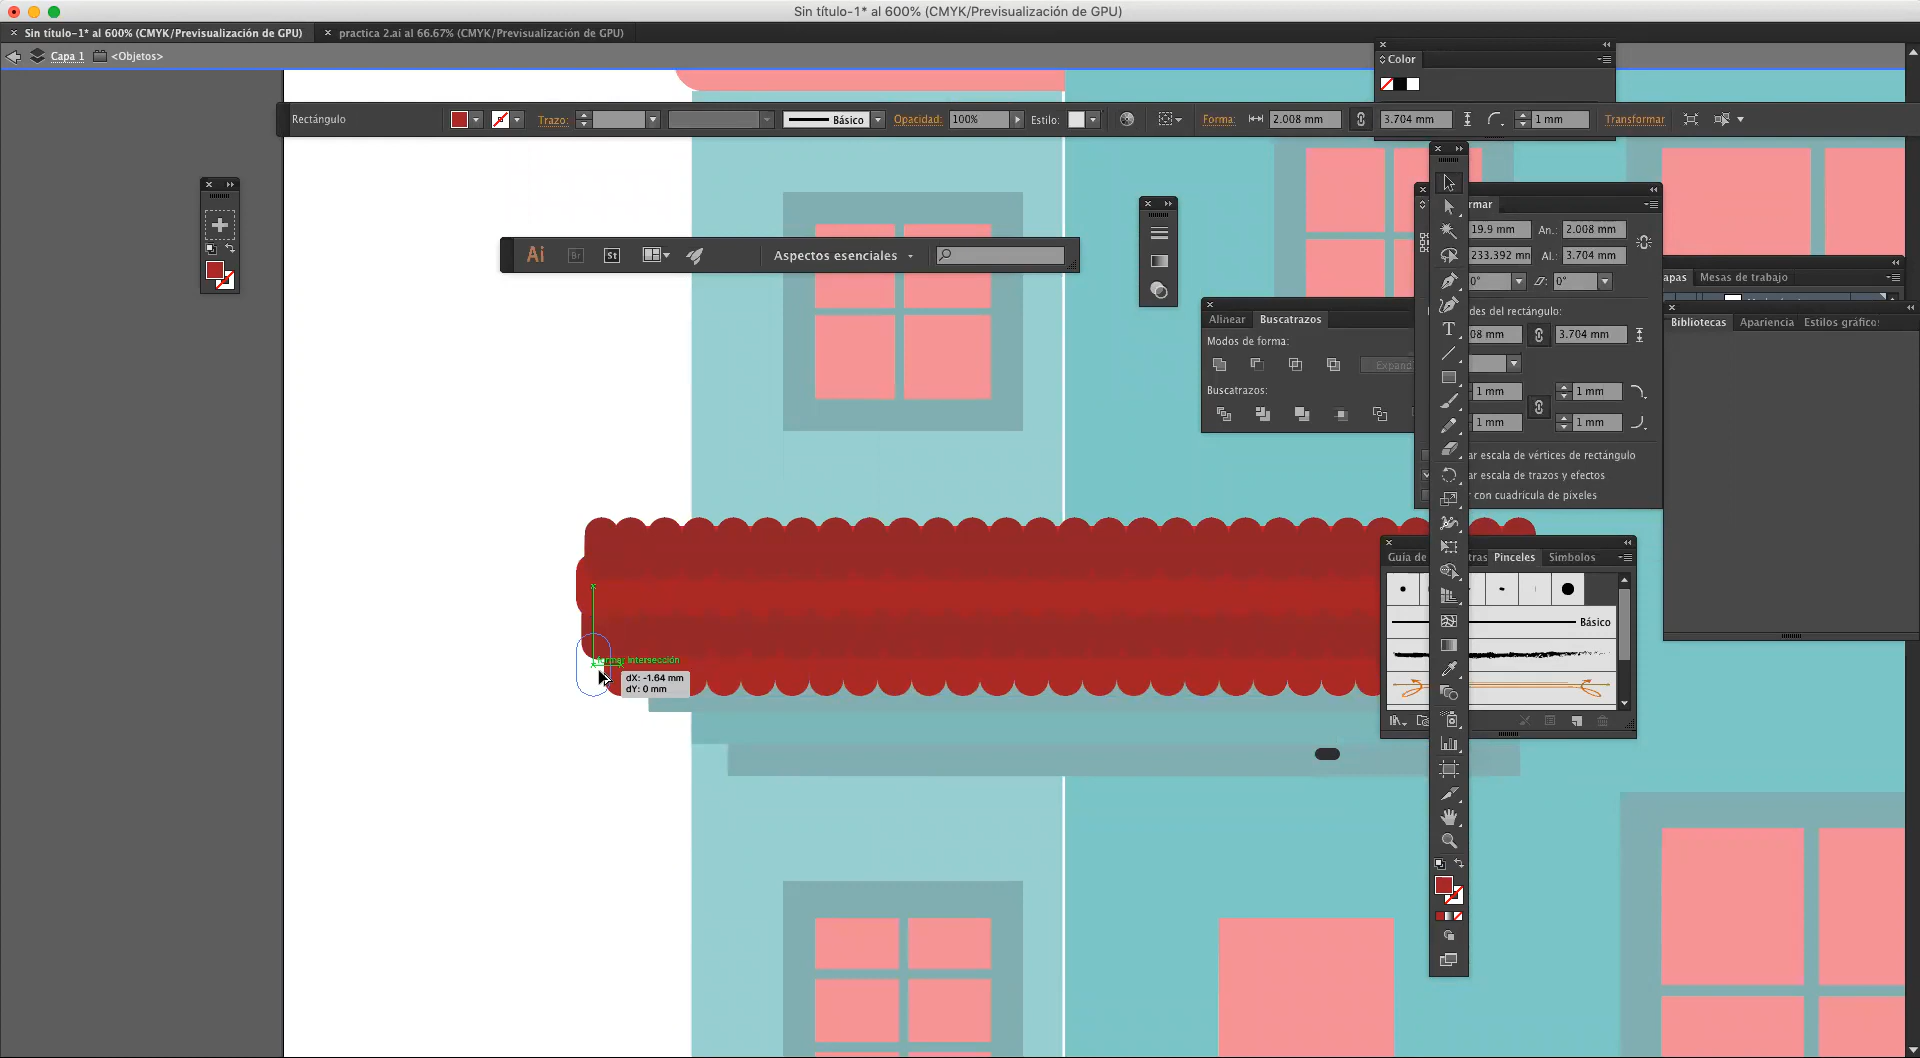 Sin título-1* al 600% (CMYK/Previsualización de GPU)
Sin título-1* al 600% (CMYK/Previsualización de GPU)
practica 2.ai al 66.67% (CMYK/Previsualización de GPU)
Capa 1
<Objetos>
Color
Rectángulo
Trazo:
Básico
Opacidad:
100%
Estilo:
Forma:
2.008 mm
3.704 mm
1 mm
Transformar
rmar
19.9 mm
An.:
2.008 mm
233.392 mn
Al.:
3.704 mm
0°
0°
des del rectángulo:
08 mm
3.704 mm
1 mm
1 mm
1 mm
1 mm
ar escala de vértices de rectángulo
ar escala de trazos y efectos
r con cuadrícula de píxeles
Ai
Br
St
Aspectos esenciales
Alinear
Buscatrazos
Modos de forma:
Expand
Buscatrazos:
apas
Mesas de trabajo
Bibliotecas
Apariencia
Estilos gráfico:
Guía de
tras
Pinceles
Símbolos
Básico
T
intersección
dX: -1.64 mm
dY: 0 mm